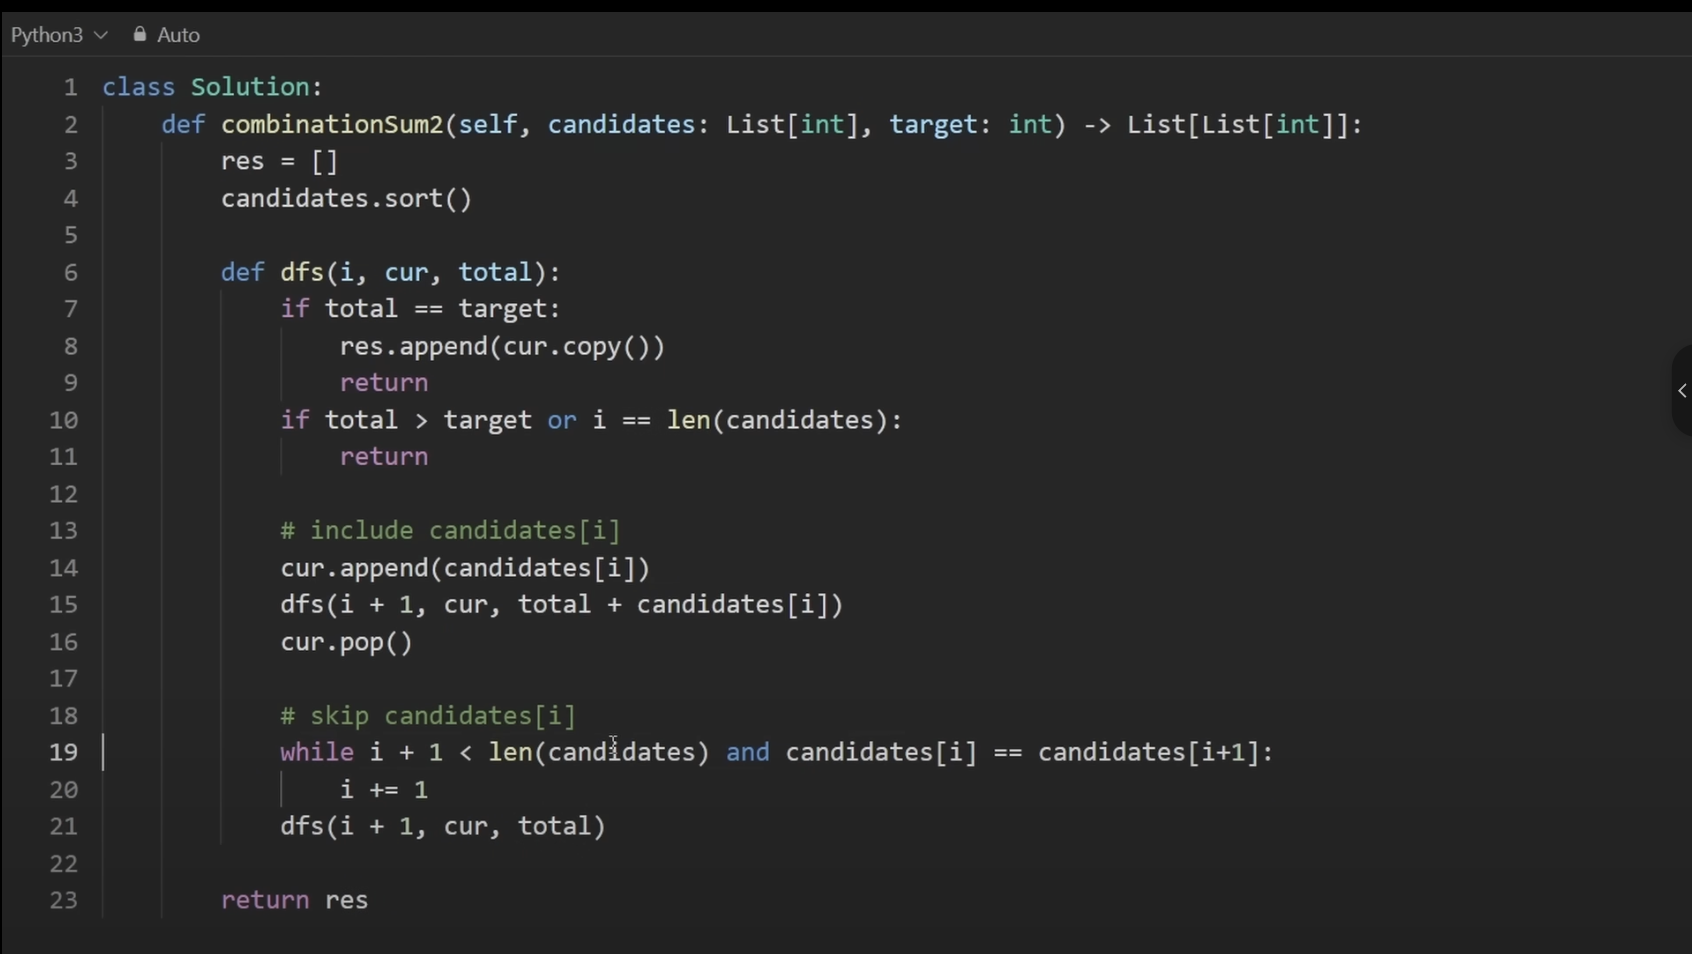 Python3 Auto
1 class Solution:
2     def combinationSum2(self, candidates: List[int], target: int) -> List[List[int]]:
3         res = []
4         candidates.sort()
5
6         def dfs(i, cur, total):
7             if total == target:
8                 res.append(cur.copy())
9                 return
10             if total > target or i == len(candidates):
11                 return
12
13             # include candidates[i]
14             cur.append(candidates[i])
15             dfs(i + 1, cur, total + candidates[i])
16             cur.pop()
17
18             # skip candidates[i]
19             while i + 1 < len(candidates) and candidates[i] == candidates[i+1]:
20                 i += 1
21             dfs(i + 1, cur, total)
22
23         return res